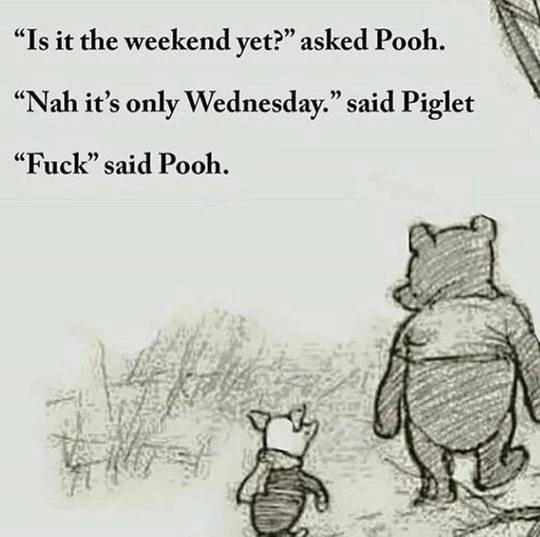 “Is it the weekend yet?” asked Pooh.
“Nah it’s only Wednesday.” said Piglet
“Fuck” said Pooh.